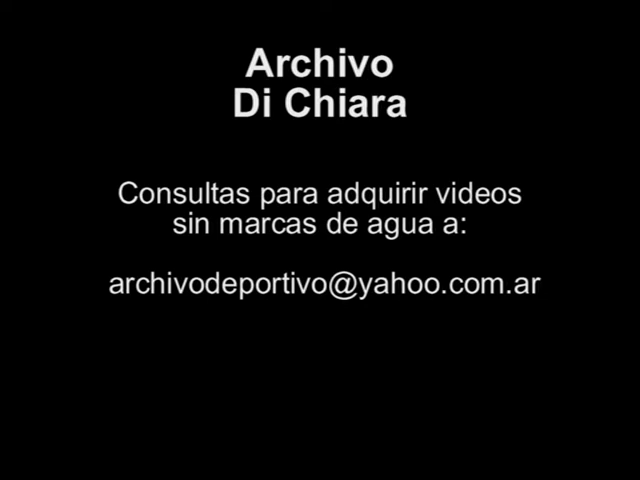 Archivo
Di Chiara
Consultas para adquirir videos
sin marcas de agua a:
archivodeportivo@yahoo.com.ar